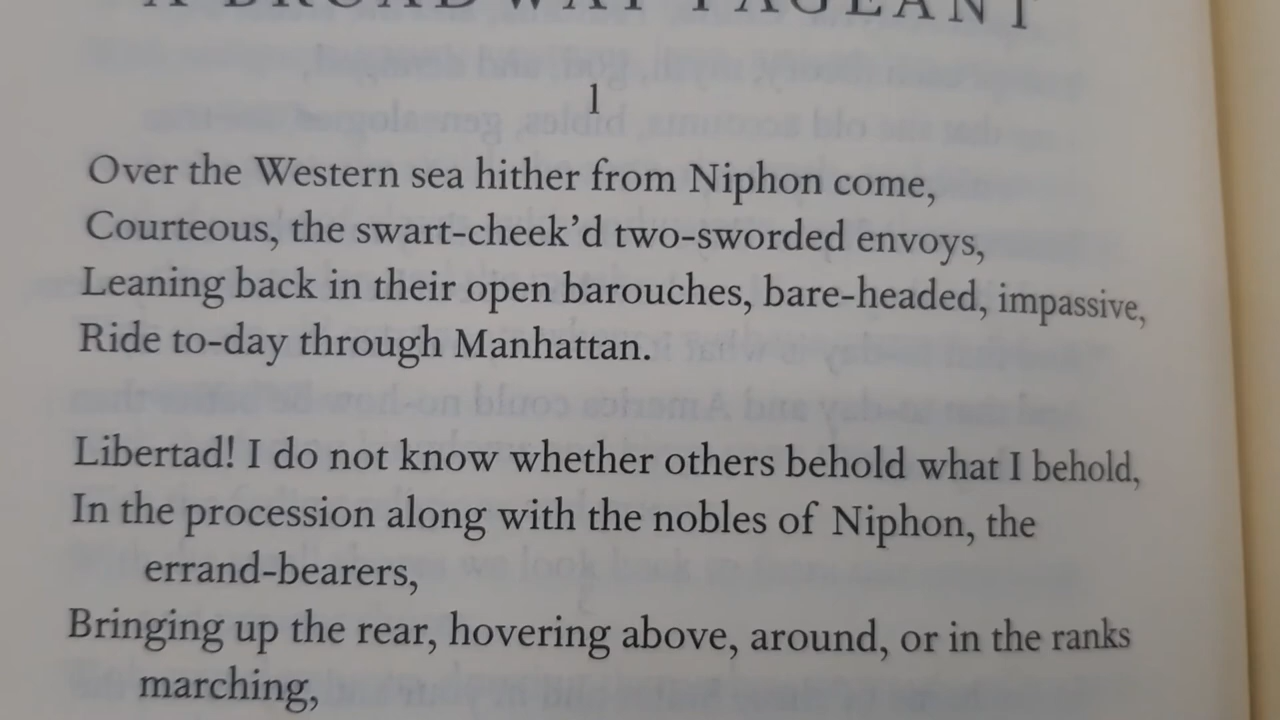 A BROADWAY PAGEANT
1
Over the Western sea hither from Niphon come,
Courteous, the swart-cheek’d two-sworded envoys,
Leaning back in their open barouches, bare-headed, impassive,
Ride to-day through Manhattan.
Libertad! I do not know whether others behold what I behold,
In the procession along with the nobles of Niphon, the
errand-bearers,
Bringing up the rear, hovering above, around, or in the ranks
marching,